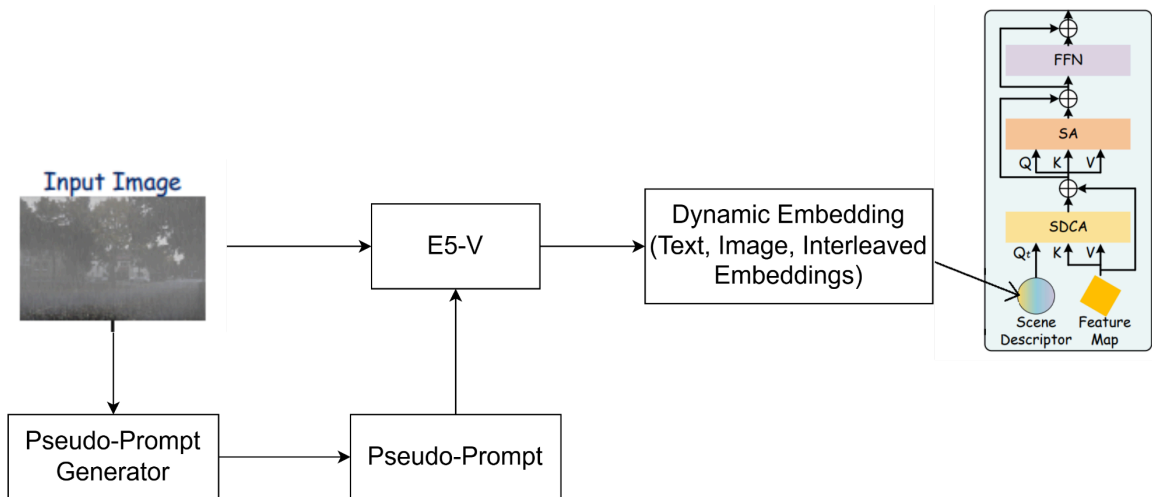 Input Image
E5-V
Dynamic Embedding
(Text, Image, Interleaved
Embeddings)
Pseudo-Prompt
Generator
Pseudo-Prompt
FFN
SA
Q K V
SDCA
Qt K V
Scene
Descriptor
Feature
Map